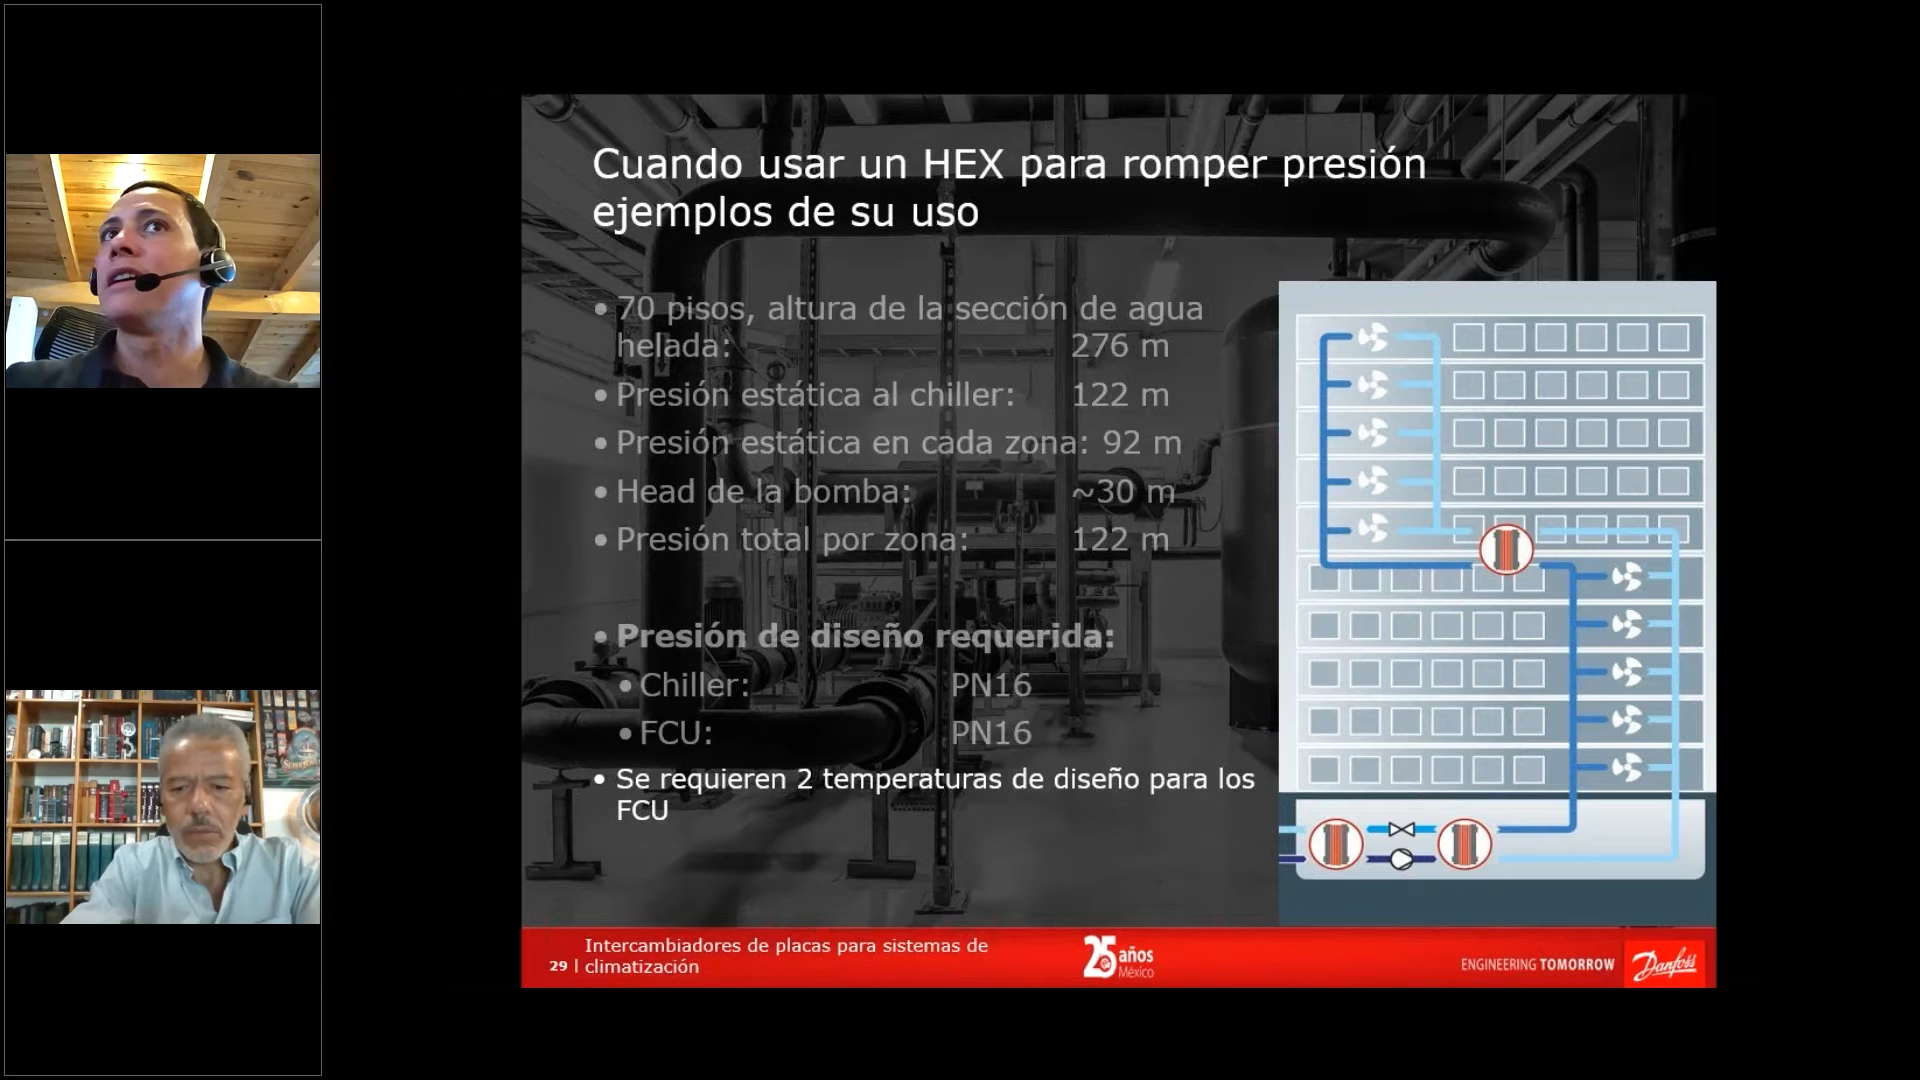 Cuando usar un HEX para romper presión
ejemplos de su uso
• 70 pisos, altura de la sección de agua
helada: 276 m
• Presión estática al chiller: 122 m
• Presión estática en cada zona: 92 m
• Head de la bomba: ~30 m
• Presión total por zona: 122 m
• Presión de diseño requerida:
• Chiller: PN16
• FCU: PN16
• Se requieren 2 temperaturas de diseño para los
FCU
29 | Intercambiadores de placas para sistemas de
climatización
25 años
México
ENGINEERING TOMORROW
Danfoss